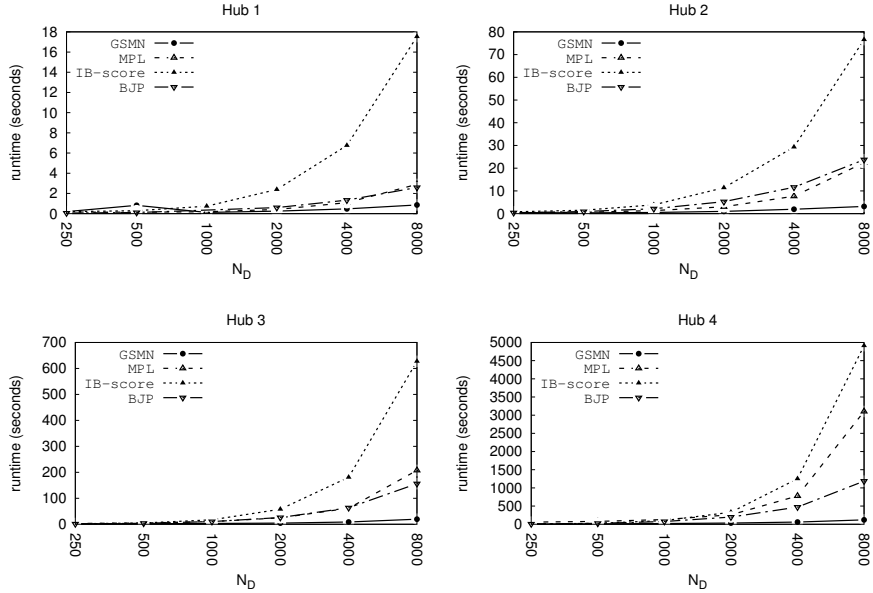 Hub 1
runtime (seconds)
18
16
14
12
10
8
6
4
2
0
GSMN
MPL
IB-score
BJP
250
500
1000
2000
4000
8000
N_D
Hub 2
runtime (seconds)
80
70
60
50
40
30
20
10
0
GSMN
MPL
IB-score
BJP
250
500
1000
2000
4000
8000
N_D
Hub 3
runtime (seconds)
700
600
500
400
300
200
100
0
GSMN
MPL
IB-score
BJP
250
500
1000
2000
4000
8000
N_D
Hub 4
runtime (seconds)
5000
4500
4000
3500
3000
2500
2000
1500
1000
500
0
GSMN
MPL
IB-score
BJP
250
500
1000
2000
4000
8000
N_D